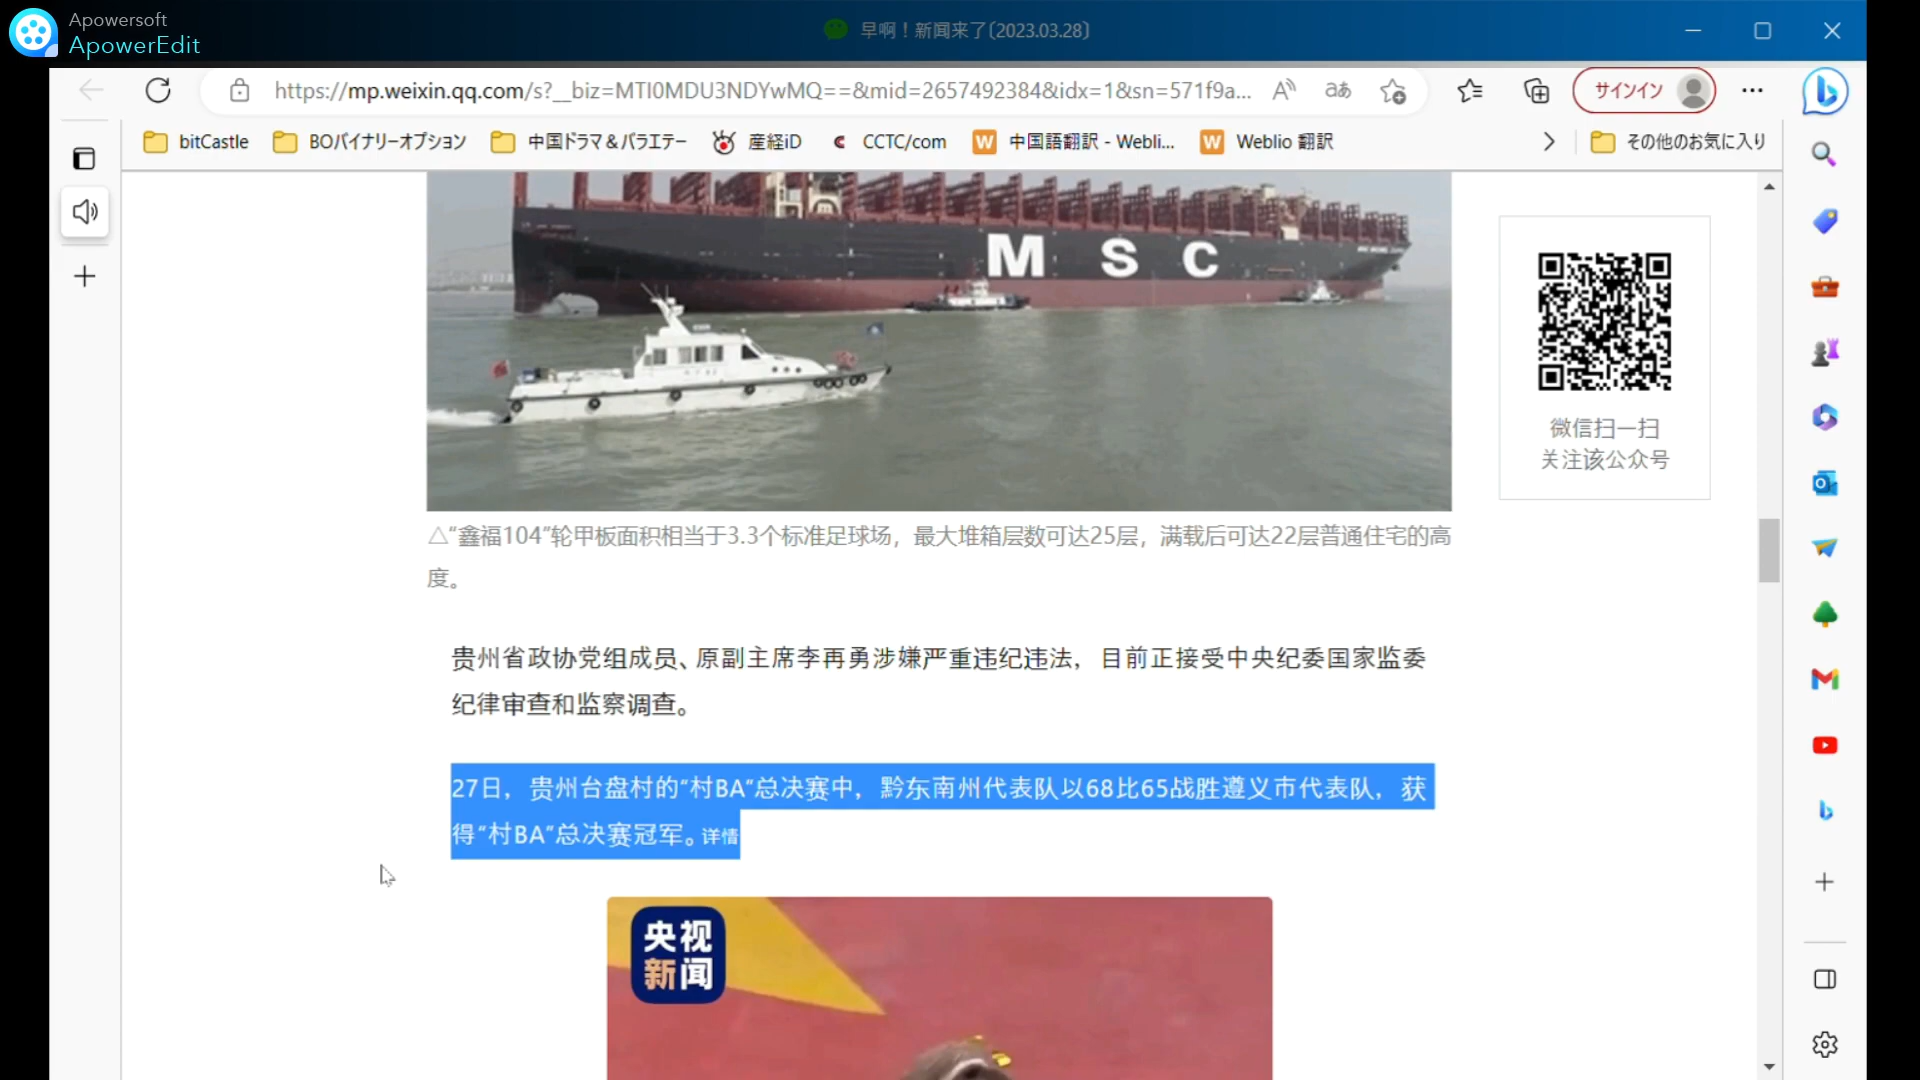 Apowersoft
ApowerEdit
早啊！新闻来了〔2023.03.28〕
https://mp.weixin.qq.com/s?__biz=MTI0MDU3NDYwMQ==&mid=2657492384&idx=1&sn=571f9a...
サインイン
bitCastle
BOバイナリーオプション
中国ドラマ＆バラエテー
産経iD
CCTC/com
中国語翻訳 - Webli...
Weblio 翻訳
その他のお気に入り
M S C
微信扫一扫
关注该公众号
△“鑫福104”轮甲板面积相当于3.3个标准足球场，最大堆箱层数可达25层，满载后可达22层普通住宅的高
度。
贵州省政协党组成员、原副主席李再勇涉嫌严重违纪违法，目前正接受中央纪委国家监委
纪律审查和监察调查。
27日，贵州台盘村的“村BA”总决赛中，黔东南州代表队以68比65战胜遵义市代表队，获
得“村BA”总决赛冠军。详情
央视
新闻